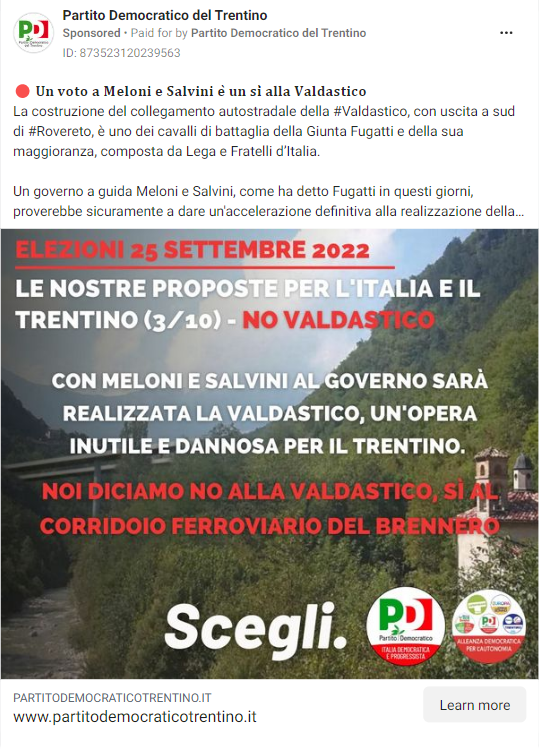 Partito Democratico del Trentino
Sponsored • Paid for by Partito Democratico del Trentino
ID: 873523120239563
🔴 Un voto a Meloni e Salvini è un sì alla Valdastico
La costruzione del collegamento autostradale della #Valdastico, con uscita a sud
di #Rovereto, è uno dei cavalli di battaglia della Giunta Fugatti e della sua
maggioranza, composta da Lega e Fratelli d'Italia.
Un governo a guida Meloni e Salvini, come ha detto Fugatti in questi giorni,
proverebbe sicuramente a dare un'accelerazione definitiva alla realizzazione della...
ELEZIONI 25 SETTEMBRE 2022
LE NOSTRE PROPOSTE PER L'ITALIA E IL
TRENTINO (3/10) - NO VALDASTICO
CON MELONI E SALVINI AL GOVERNO SARÀ
REALIZZATA LA VALDASTICO, UN'OPERA
INUTILE E DANNOSA PER IL TRENTINO.
NOI DICIAMO NO ALLA VALDASTICO, SÌ AL
CORRIDOIO FERROVIARIO DEL BRENNERO
Scegli.
PD
Partito Democratico
ITALIA DEMOCRATICA
E PROGRESSISTA
ALLEANZA DEMOCRATICA
PER L'AUTONOMIA
PARTITODEMOCRATICOTRENTINO.IT
www.partitodemocraticotrentino.it
Learn more